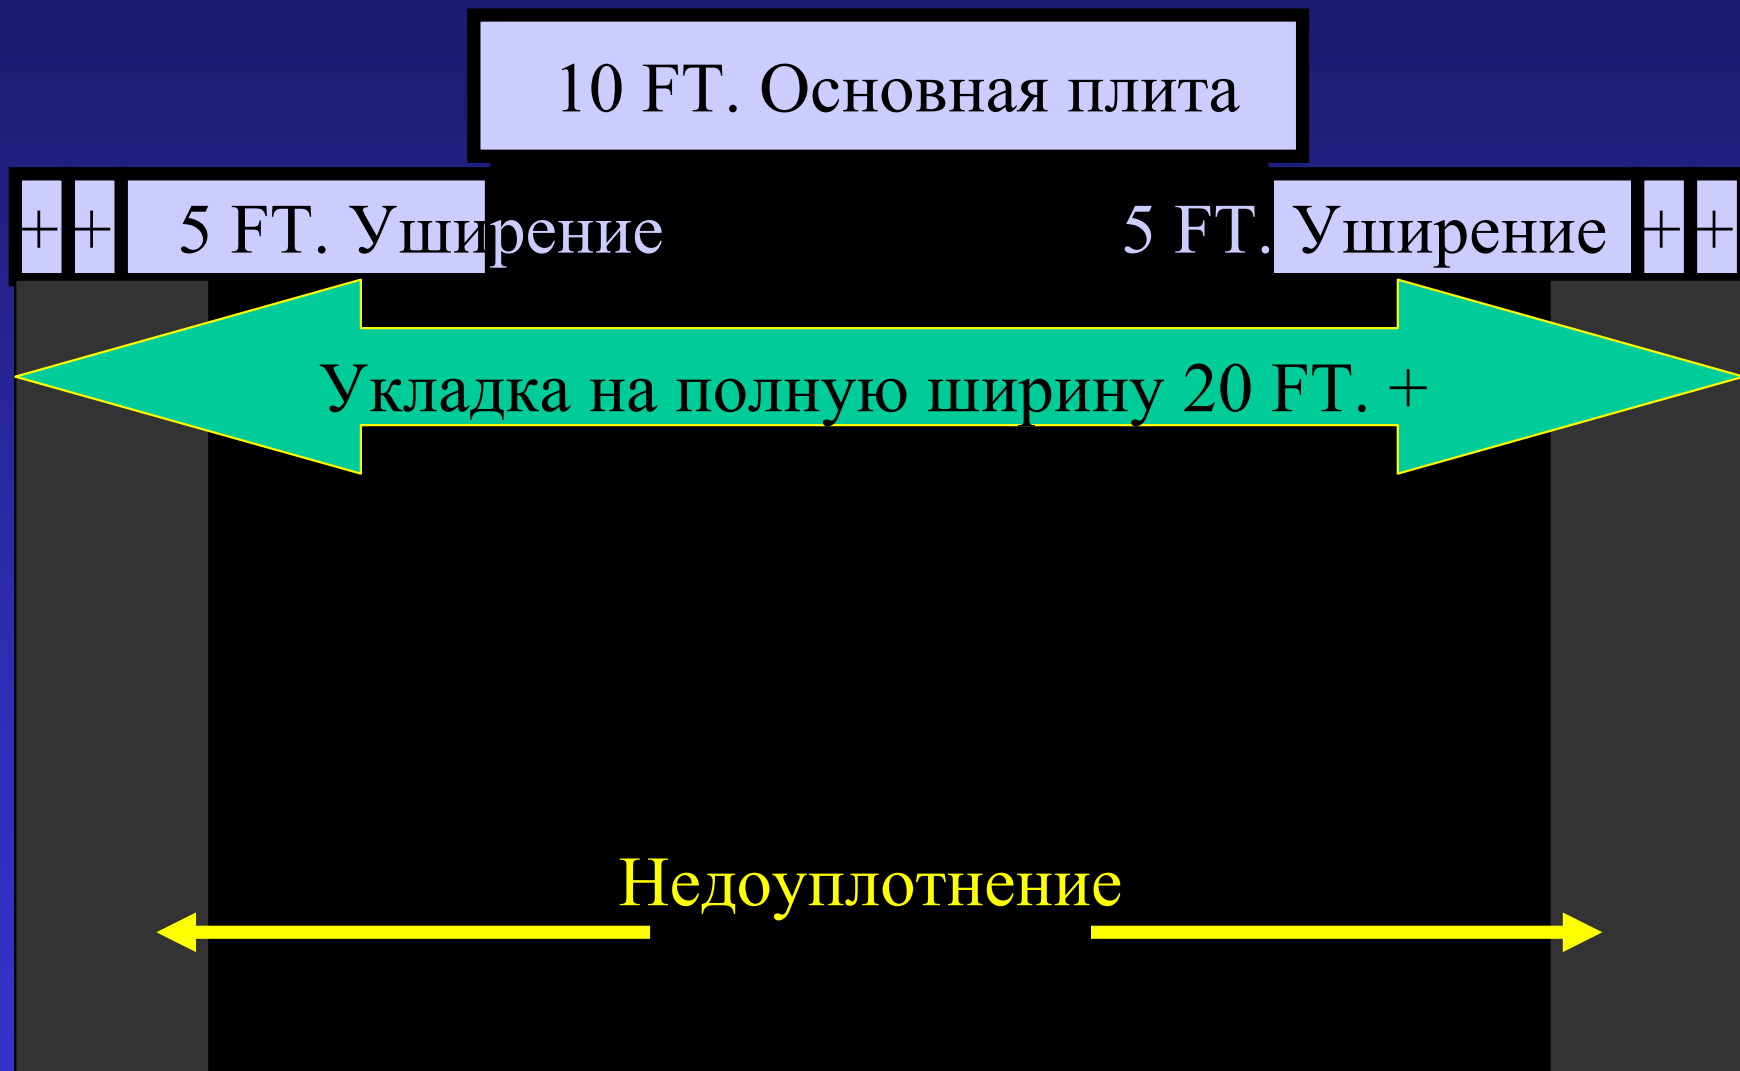 10 FT. Основная плита
+ + 5 FT. Уширение 5 FT. Уширение + +
Укладка на полную ширину 20 FT. +
Недоуплотнение